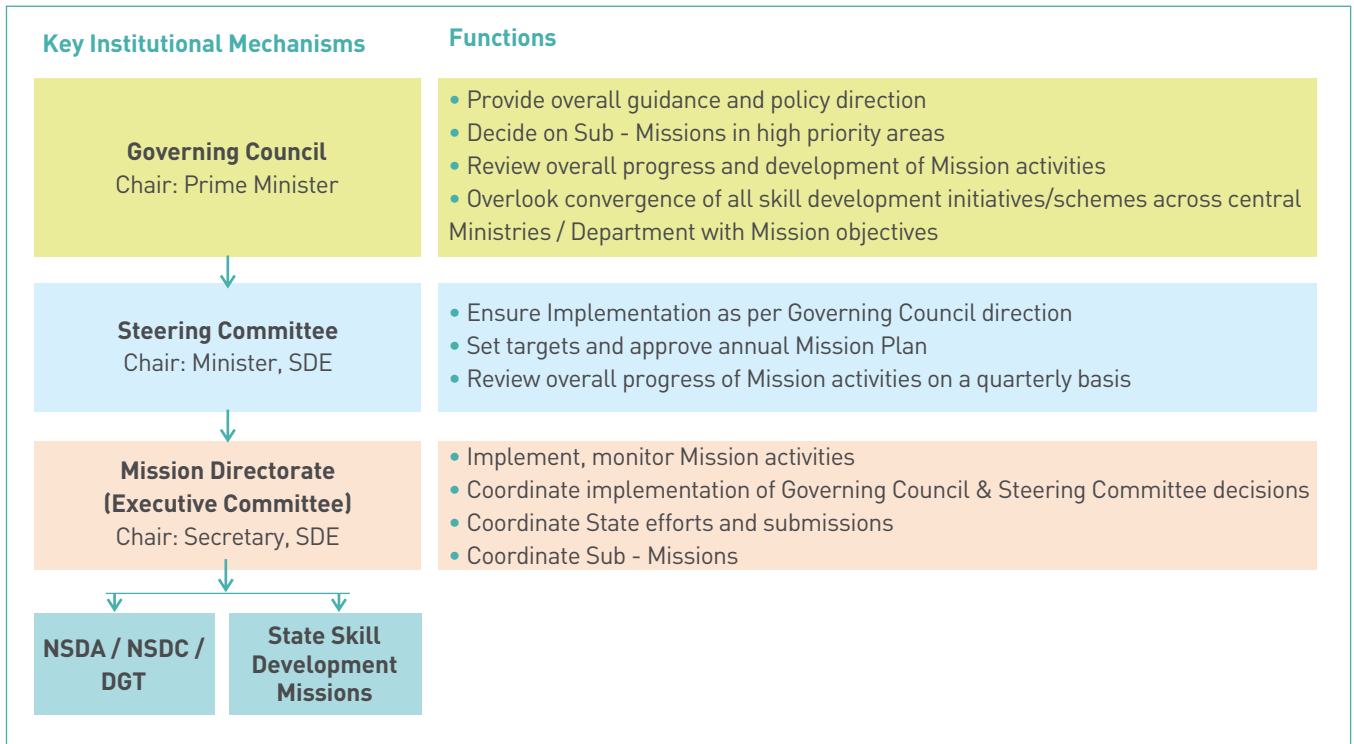 Key Institutional Mechanisms
Functions
Governing Council
Chair: Prime Minister
• Provide overall guidance and policy direction
• Decide on Sub - Missions in high priority areas
• Review overall progress and development of Mission activities
• Overlook convergence of all skill development initiatives/schemes across central
Ministries / Department with Mission objectives
Steering Committee
Chair: Minister, SDE
• Ensure Implementation as per Governing Council direction
• Set targets and approve annual Mission Plan
• Review overall progress of Mission activities on a quarterly basis
Mission Directorate
(Executive Committee)
Chair: Secretary, SDE
• Implement, monitor Mission activities
• Coordinate implementation of Governing Council & Steering Committee decisions
• Coordinate State efforts and submissions
• Coordinate Sub - Missions
NSDA / NSDC /
DGT
State Skill
Development
Missions